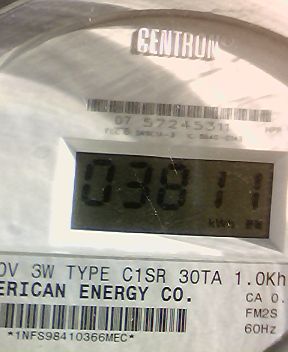 CENTRON
07 57245311
03811
kWh
0V 3W TYPE C1SR 30TA 1.0Kh
ERICAN ENERGY CO.
CA 0.
FM2S
60Hz
*1NFS98410366MEC*